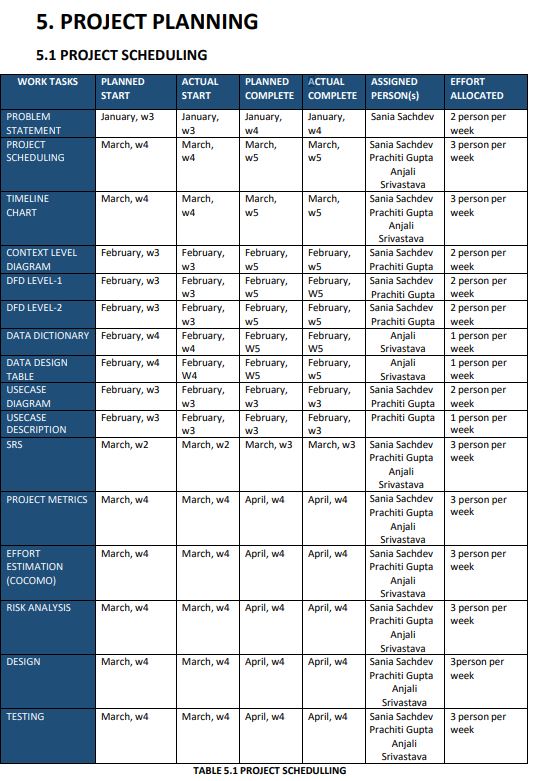 5. PROJECT PLANNING
5.1 PROJECT SCHEDULING
WORK TASKS PLANNED START ACTUAL START PLANNED COMPLETE ACTUAL COMPLETE ASSIGNED PERSON(s) EFFORT ALLOCATED
PROBLEM STATEMENT January, w3 January, w3 January, w4 January, w4 Sania Sachdev 2 person per week
PROJECT SCHEDULING March, w4 March, w4 March, w5 March, w5 Sania Sachdev Prachiti Gupta Anjali Srivastava 3 person per week
TIMELINE CHART March, w4 March, w4 March, w5 March, w5 Sania Sachdev Prachiti Gupta Anjali Srivastava 3 person per week
CONTEXT LEVEL DIAGRAM February, w3 February, w3 February, w5 February, w5 Sania Sachdev Prachiti Gupta 2 person per week
DFD LEVEL-1 February, w3 February, w3 February, w5 February, W5 Sania Sachdev Prachiti Gupta 2 person per week
DFD LEVEL-2 February, w3 February, w3 February, w5 February, w5 Sania Sachdev Prachiti Gupta 2 person per week
DATA DICTIONARY February, w4 February, w4 February, W5 February, W5 Anjali Srivastava 1 person per week
DATA DESIGN TABLE February, w4 February, W4 February, W5 February, w5 Anjali Srivastava 1 person per week
USECASE DIAGRAM February, w3 February, w3 February, w3 February, w3 Sania Sachdev Prachiti Gupta 2 person per week
USECASE DESCRIPTION February, w3 February, w3 February, w3 February, w3 Prachiti Gupta 1 person per week
SRS March, w2 March, w2 March, w3 March, w3 Sania Sachdev Prachiti Gupta Anjali Srivastava 3 person per week
PROJECT METRICS March, w4 March, w4 April, w4 April, w4 Sania Sachdev Prachiti Gupta Anjali Srivastava 3 person per week
EFFORT ESTIMATION (COCOMO) March, w4 March, w4 April, w4 April, w4 Sania Sachdev Prachiti Gupta Anjali Srivastava 3 person per week
RISK ANALYSIS March, w4 March, w4 April, w4 April, w4 Sania Sachdev Prachiti Gupta Anjali Srivastava 3 person per week
DESIGN March, w4 March, w4 April, w4 April, w4 Sania Sachdev Prachiti Gupta Anjali Srivastava 3person per week
TESTING March, w4 March, w4 April, w4 April, w4 Sania Sachdev Prachiti Gupta Anjali Srivastava 3 person per week
TABLE 5.1 PROJECT SCHEDULLING